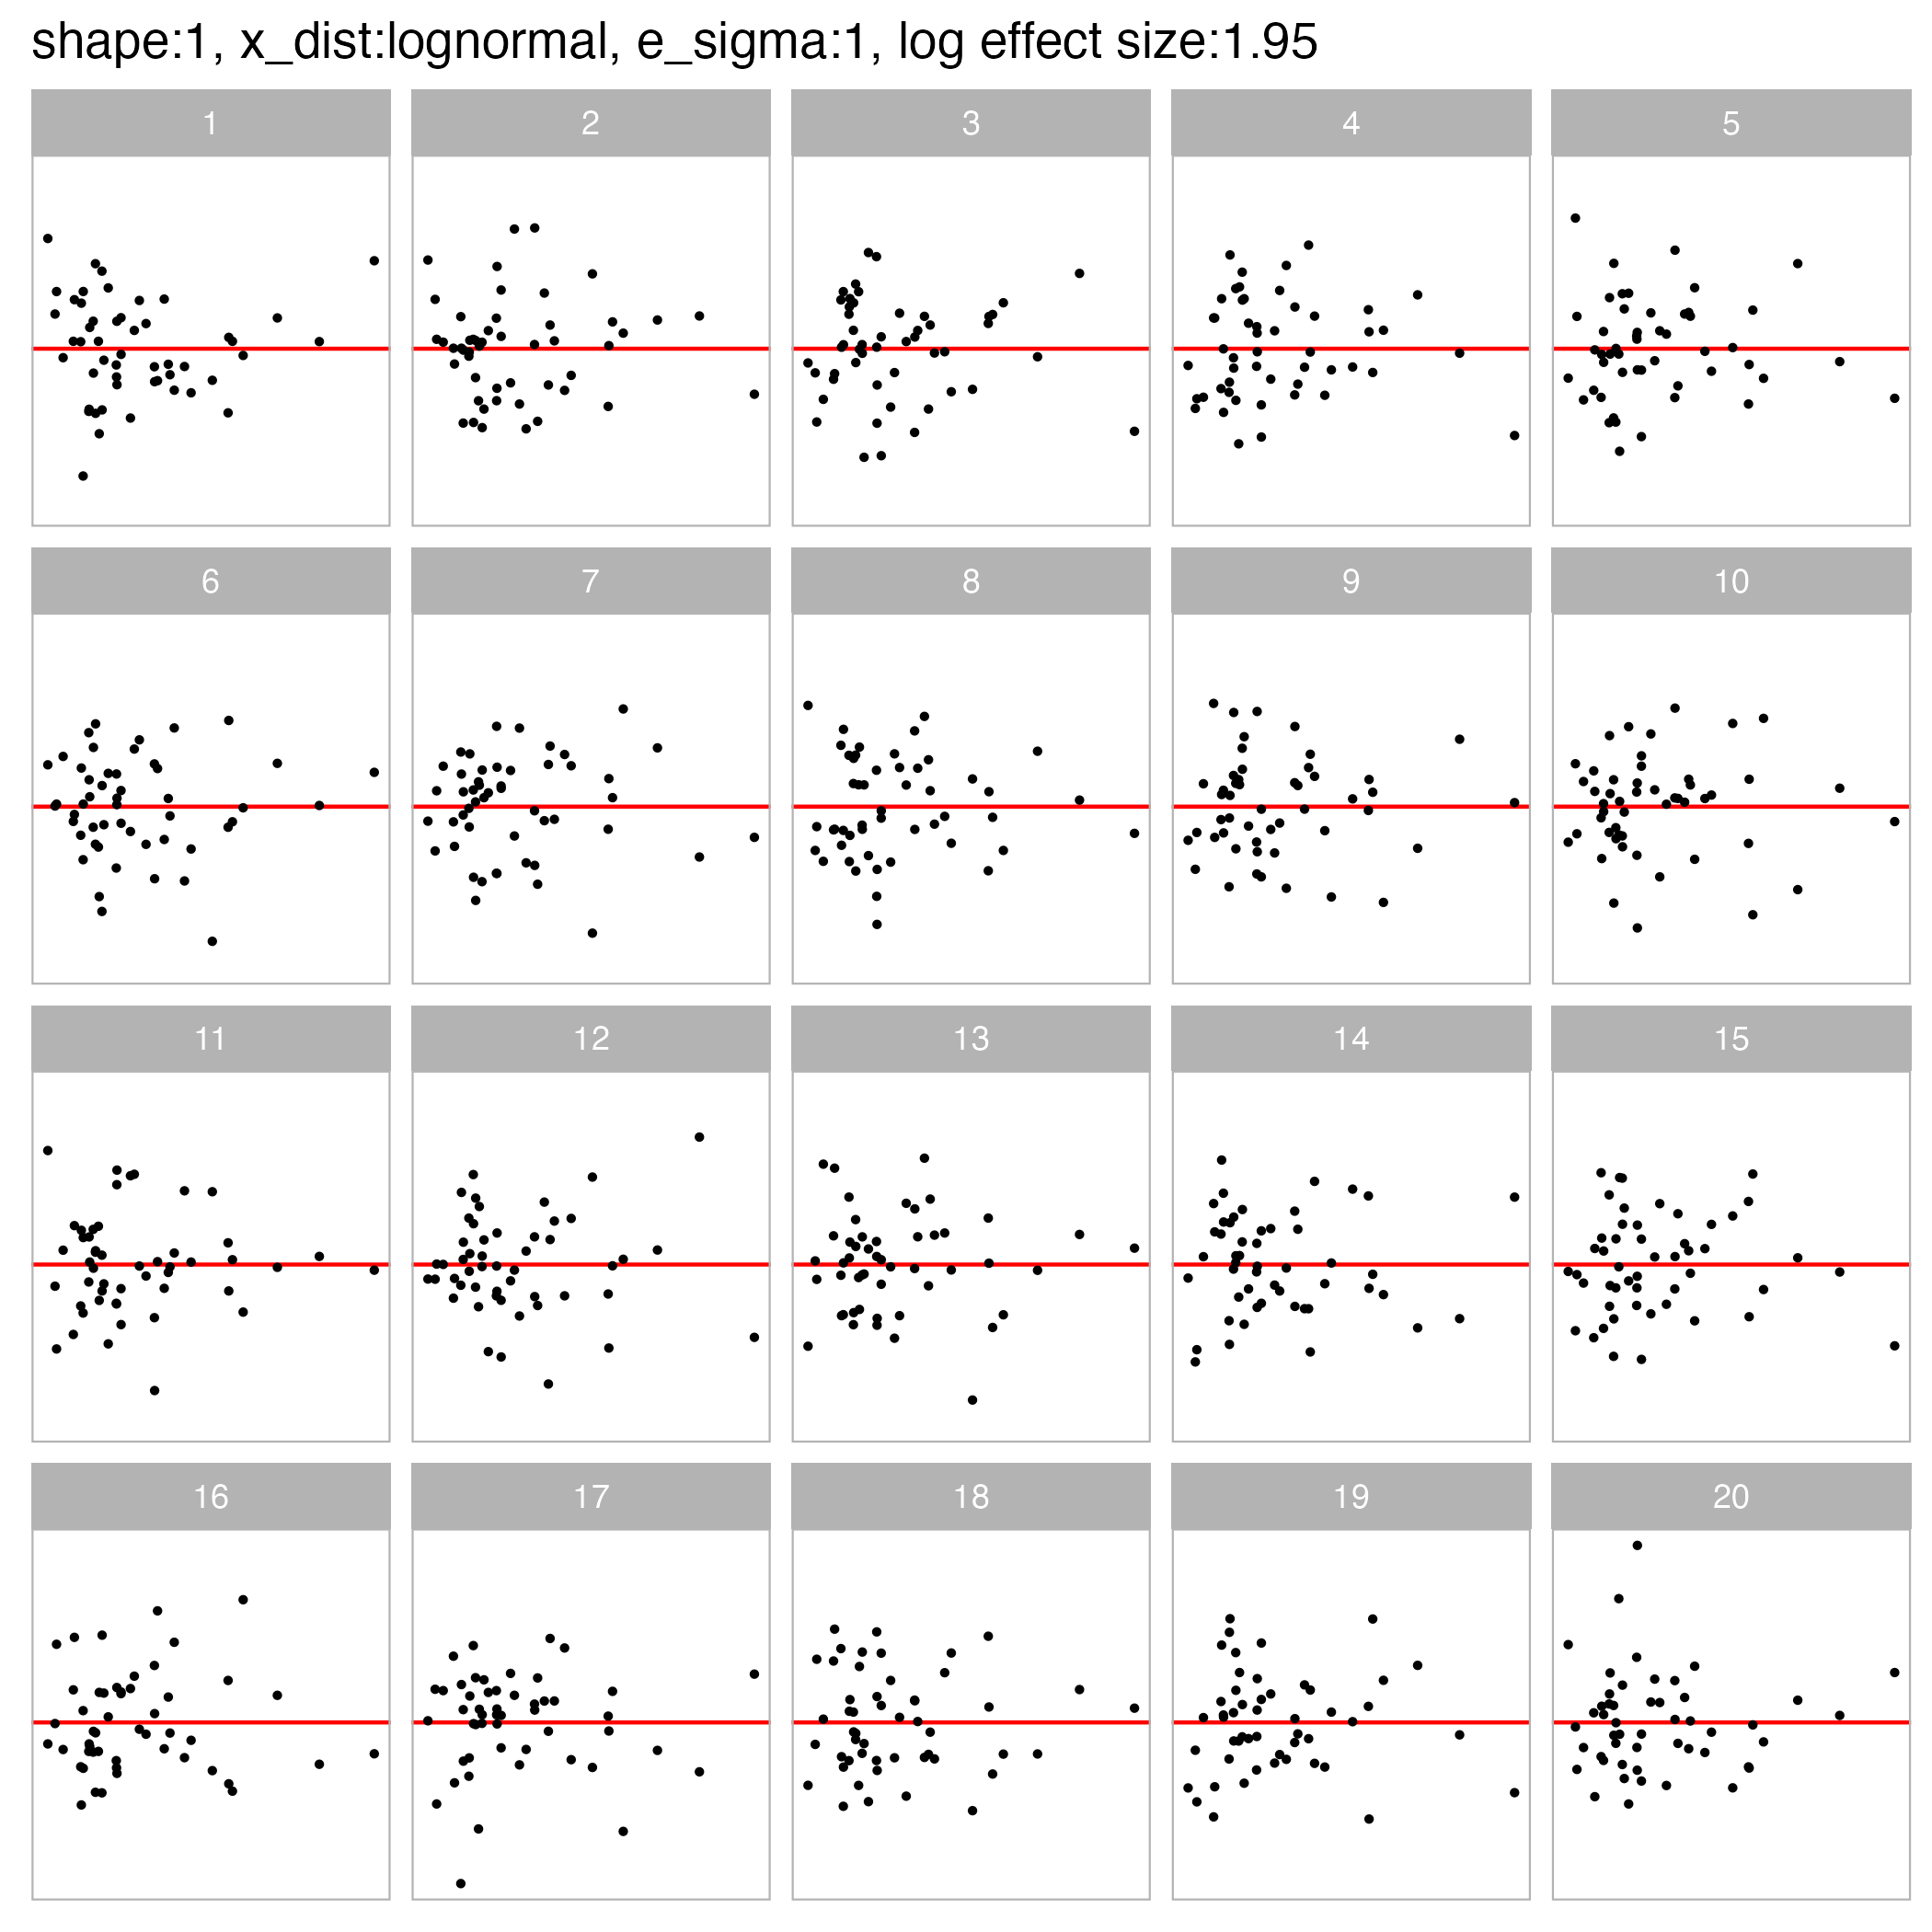 shape:1, x_dist:lognormal, e_sigma:1, log effect size:1.95
1 2 3 4 5
6 7 8 9 10
11 12 13 14 15
16 17 18 19 20